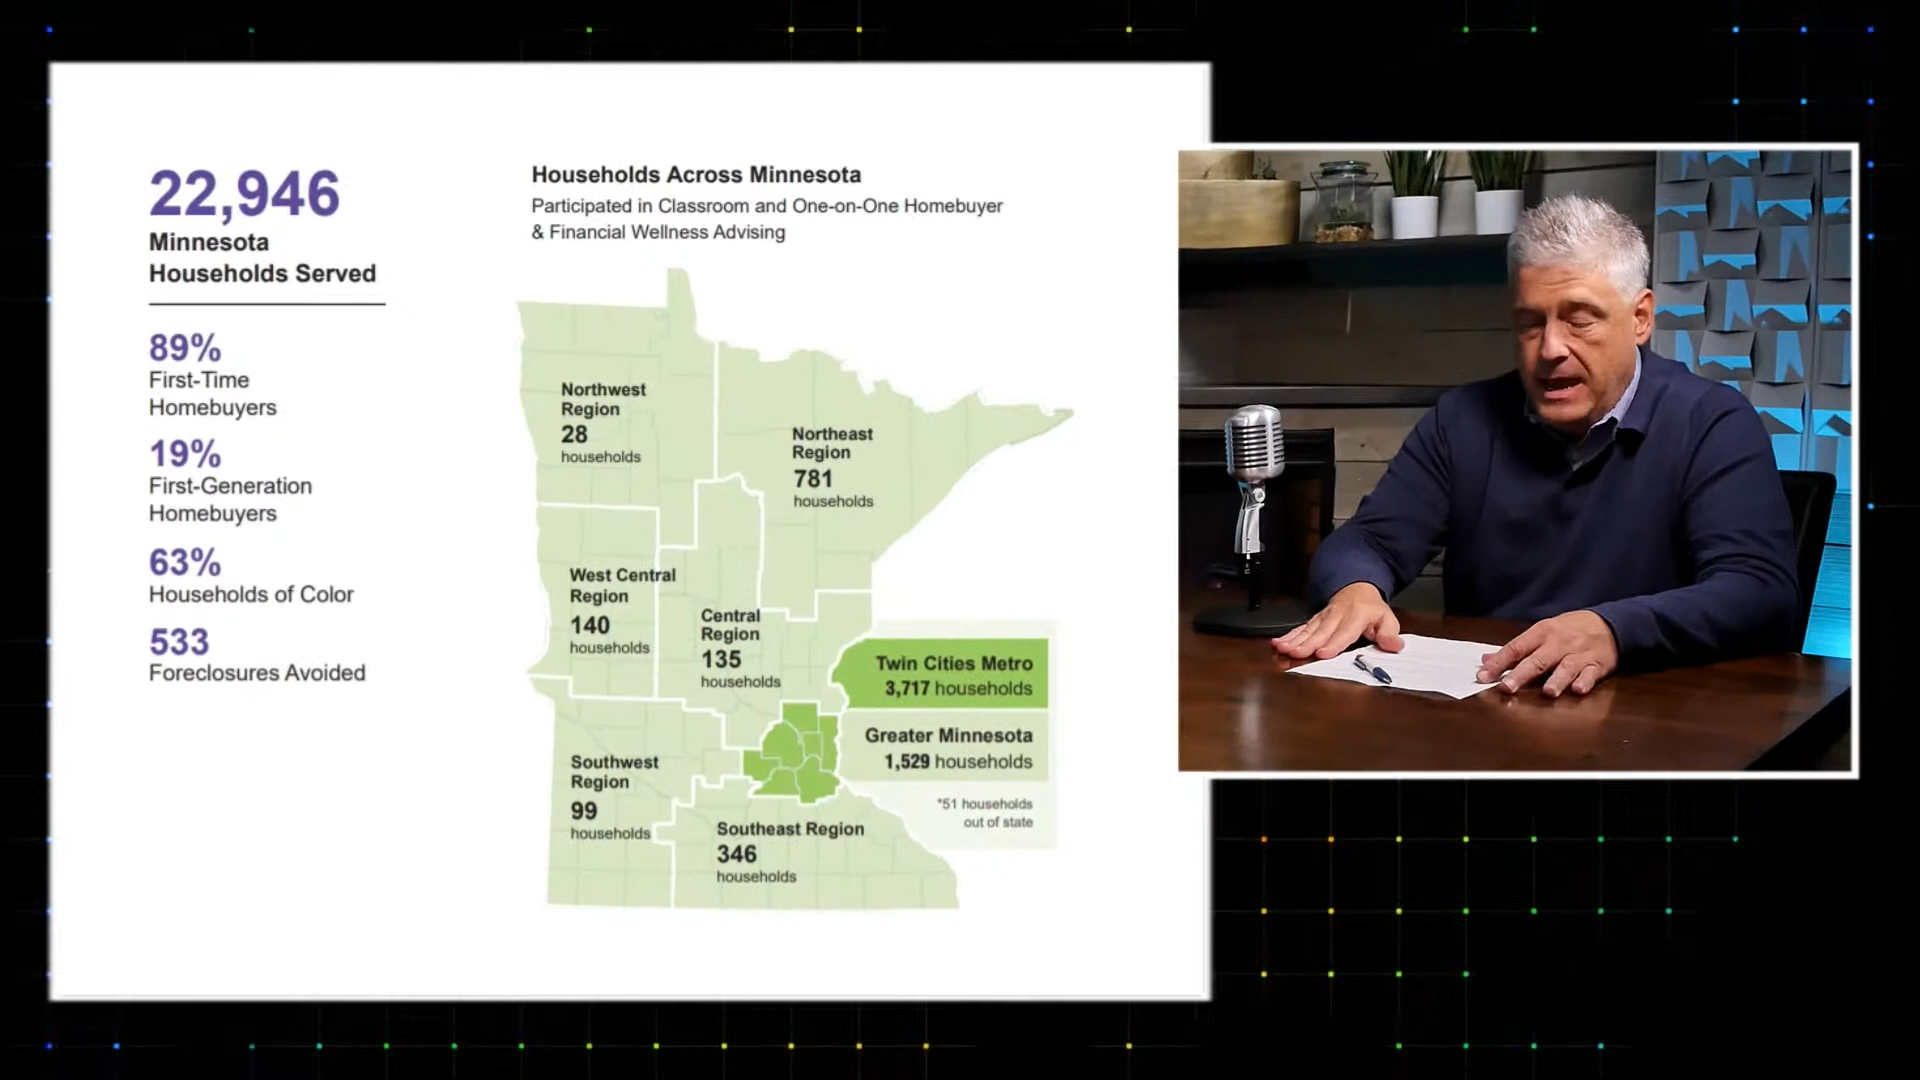 22,946
Minnesota
Households Served
89%
First-Time
Homebuyers
19%
First-Generation
Homebuyers
63%
Households of Color
533
Foreclosures Avoided
Households Across Minnesota
Participated in Classroom and One-on-One Homebuyer
& Financial Wellness Advising
Northwest
Region
28
households
Northeast
Region
781
households
West Central
Region
140
households
Central
Region
135
households
Twin Cities Metro
3,717 households
Greater Minnesota
1,529 households
*51 households
out of state
Southwest
Region
99
households
Southeast Region
346
households